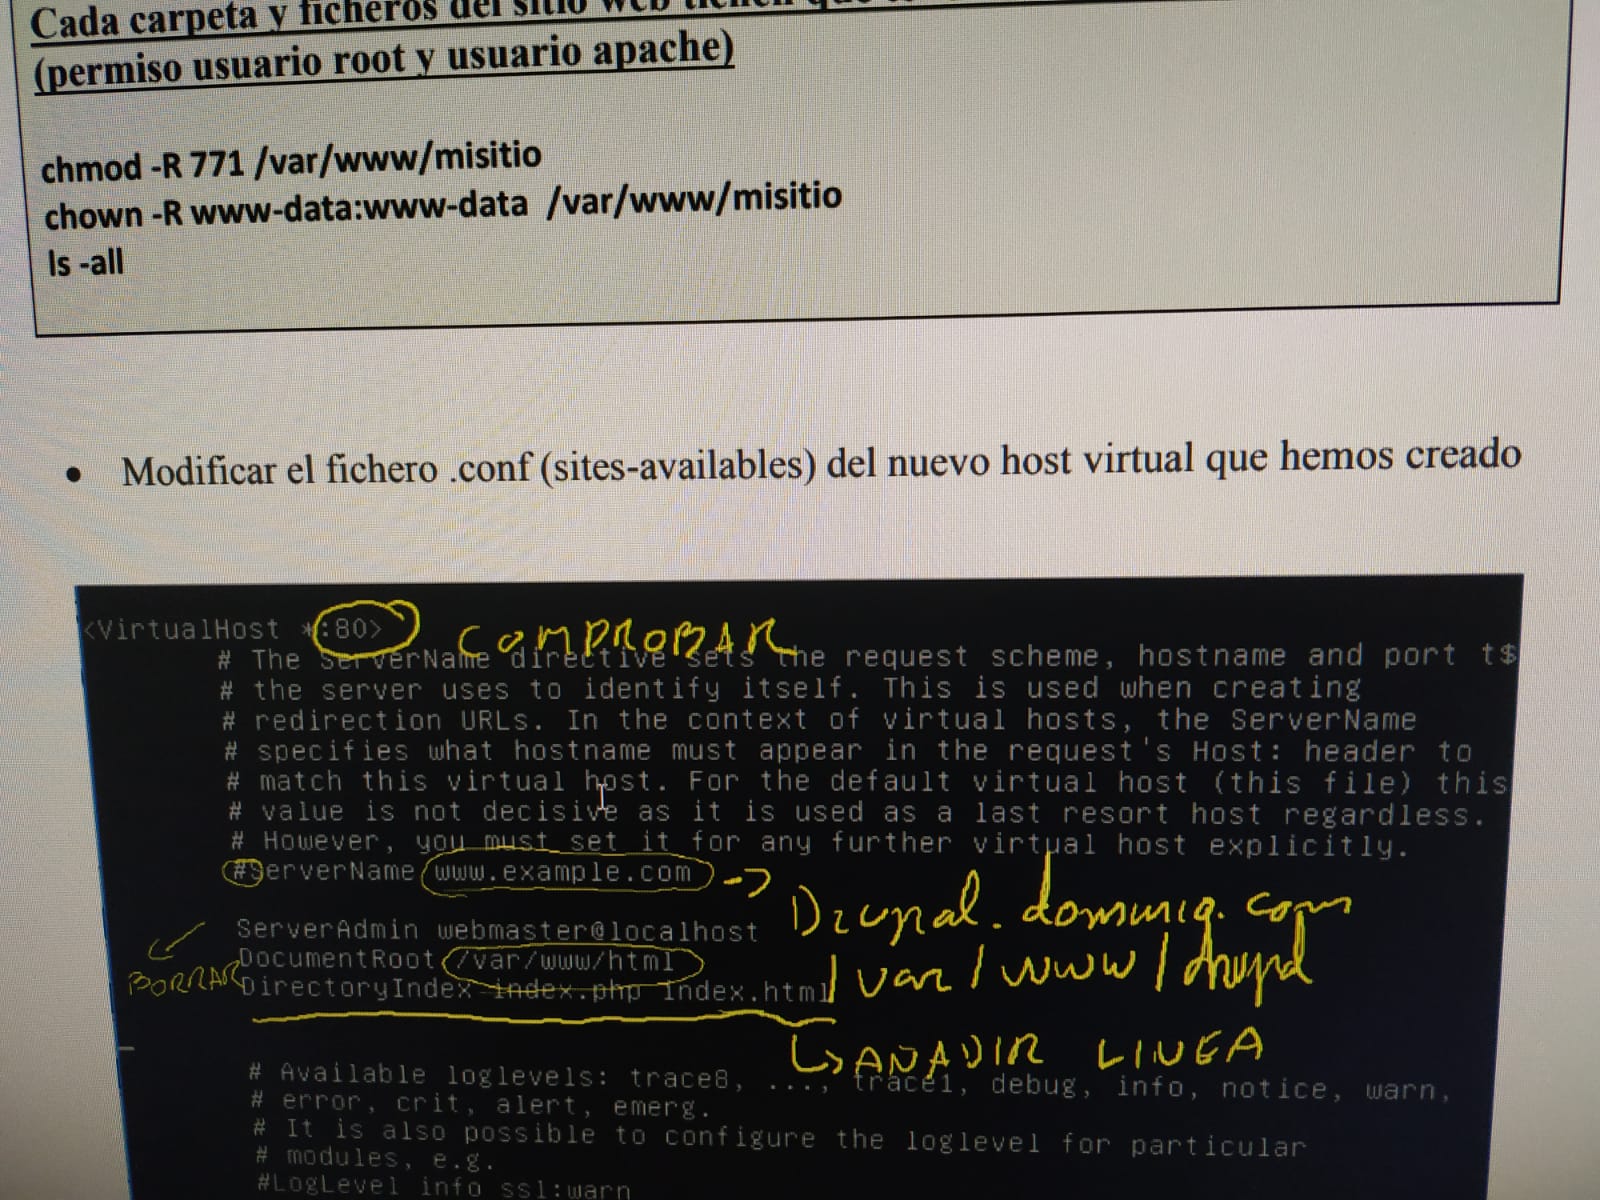 Cada carpeta y ficheros del sitio web tienen que
(permiso usuario root y usuario apache)
chmod -R 771 /var/www/misitio
chown -R www-data:www-data /var/www/misitio
ls -all
• Modificar el fichero .conf (sites-availables) del nuevo host virtual que hemos creado
<VirtualHost *:80>
COMPROBAR
# The ServerName directive sets the request scheme, hostname and port t$
# the server uses to identify itself. This is used when creating
# redirection URLs. In the context of virtual hosts, the ServerName
# specifies what hostname must appear in the request's Host: header to
# match this virtual host. For the default virtual host (this file) this
# value is not decisive as it is used as a last resort host regardless.
# However, you must set it for any further virtual host explicitly.
#ServerName www.example.com
-> Drupal.dominio.com
ServerAdmin webmaster@localhost
DocumentRoot /var/www/html
/var/www/drupal
BORRAR
DirectoryIndex index.php index.html
AÑADIR LINEA
# Available loglevels: trace8, ..., trace1, debug, info, notice, warn,
# error, crit, alert, emerg.
# It is also possible to configure the loglevel for particular
# modules, e.g.
#LogLevel info ssl:warn